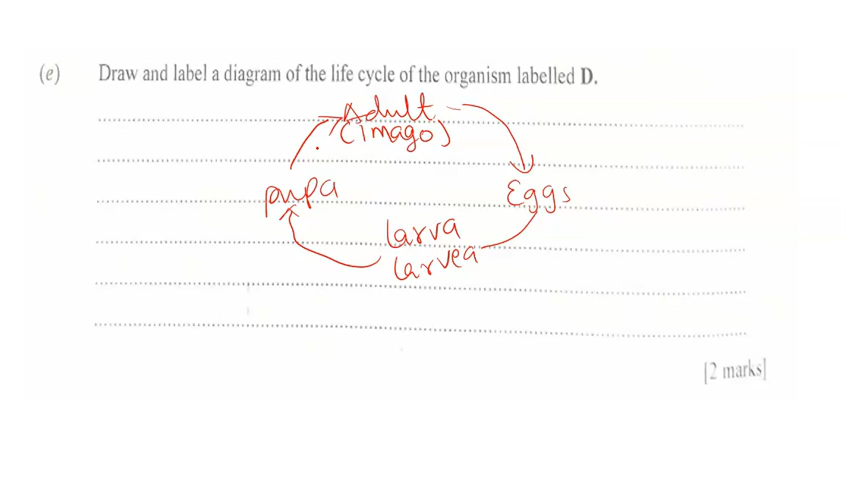 (e) Draw and label a diagram of the life cycle of the organism labelled D.
Adult
(imago)
pupa
Eggs
larva
larvea
[2 marks]